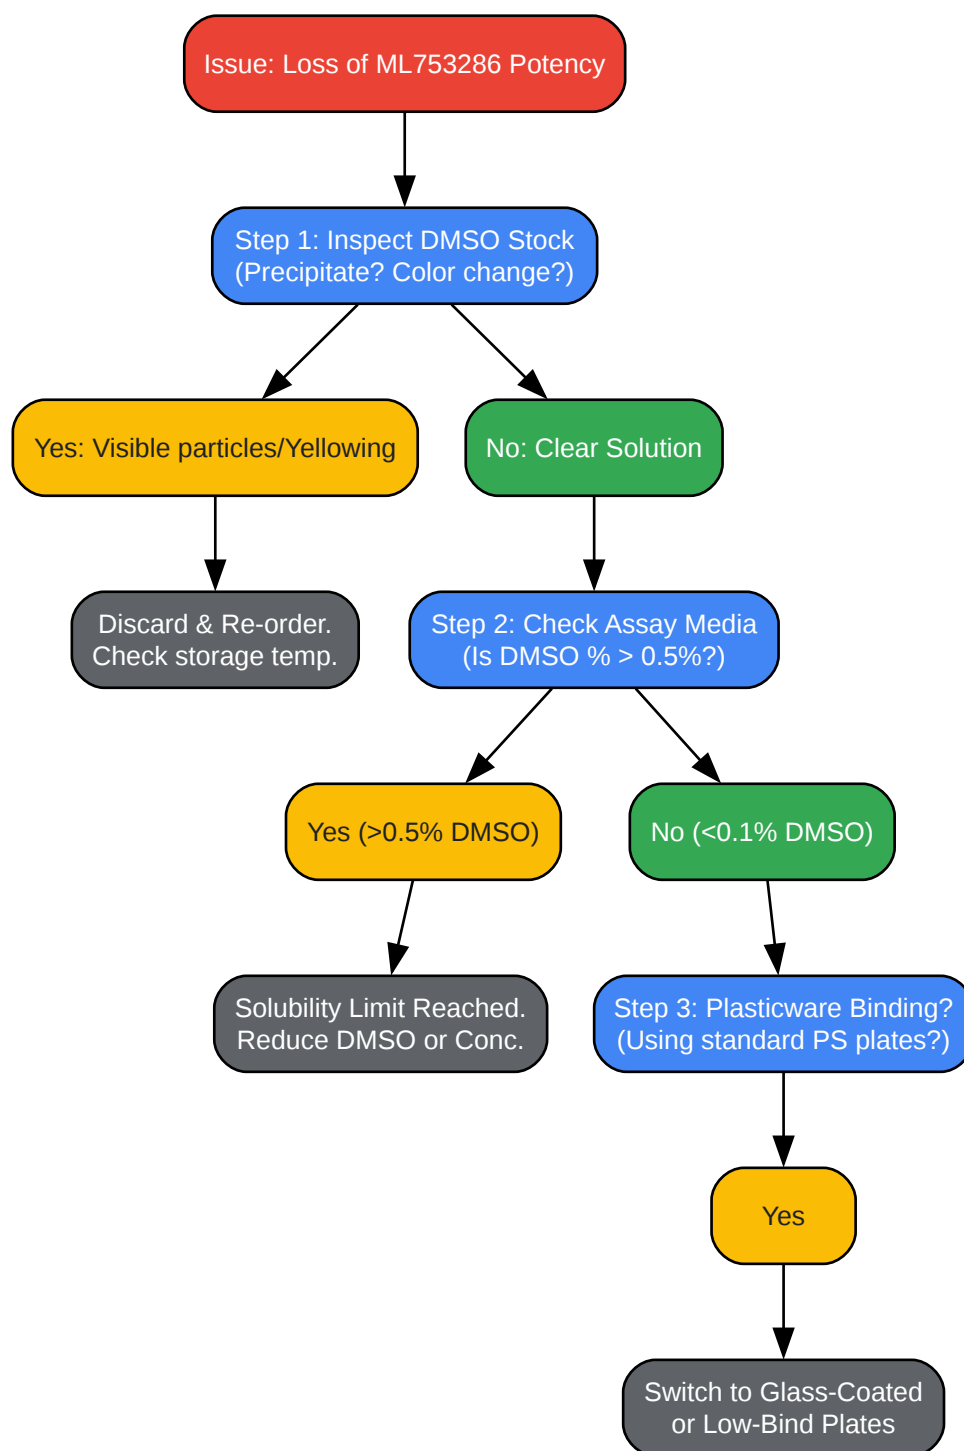 Issue: Loss of ML753286 Potency
Step 1: Inspect DMSO Stock
(Precipitate? Color change?)
Yes: Visible particles/Yellowing
No: Clear Solution
Discard & Re-order.
Check storage temp.
Step 2: Check Assay Media
(Is DMSO % > 0.5%?)
Yes (>0.5% DMSO)
No (<0.1% DMSO)
Solubility Limit Reached.
Reduce DMSO or Conc.
Step 3: Plasticware Binding?
(Using standard PS plates?)
Yes
Switch to Glass-Coated
or Low-Bind Plates